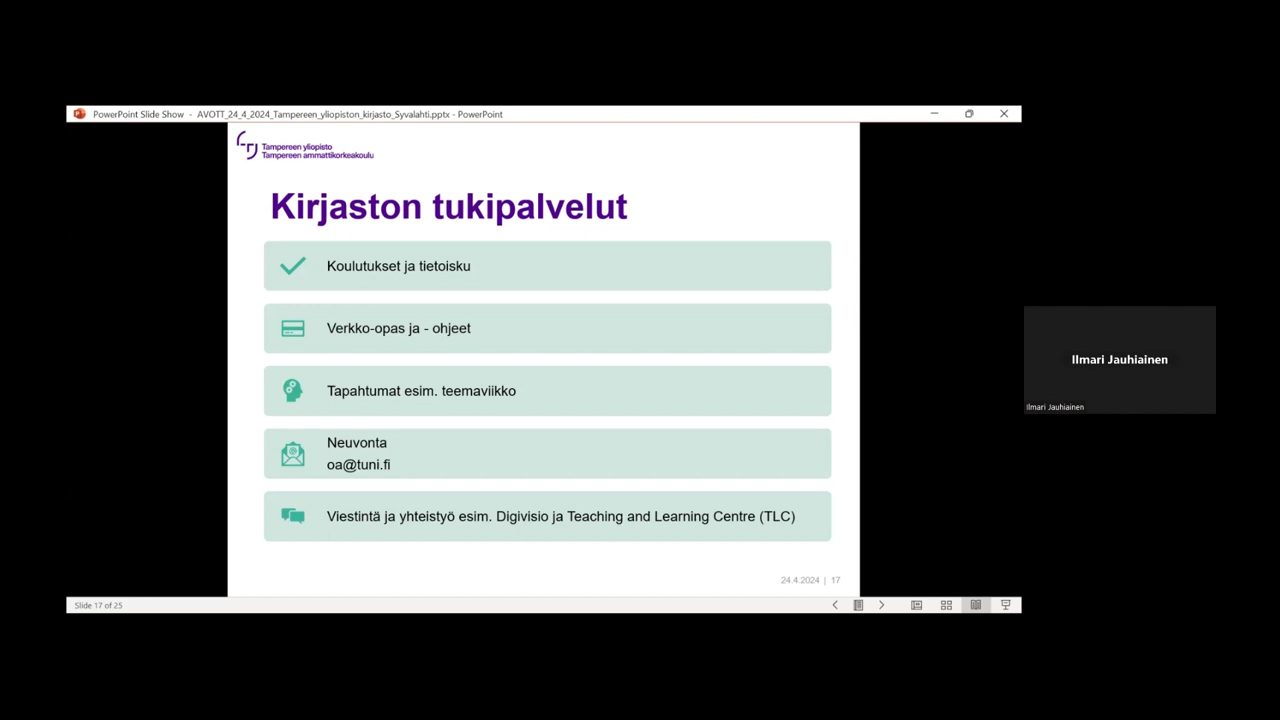 PowerPoint Slide Show - AVOTT_24_4_2024_Tampereen_yliopiston_kirjasto_Syvalahti.pptx - PowerPoint
Tampereen yliopisto
Tampereen ammattikorkeakoulu
Kirjaston tukipalvelut
Koulutukset ja tietoisku
Verkko-opas ja - ohjeet
Tapahtumat esim. teemaviikko
Neuvonta
oa@tuni.fi
Viestintä ja yhteistyö esim. Digivisio ja Teaching and Learning Centre (TLC)
24.4.2024 | 17
Slide 17 of 25
Ilmari Jauhiainen
Ilmari Jauhiainen